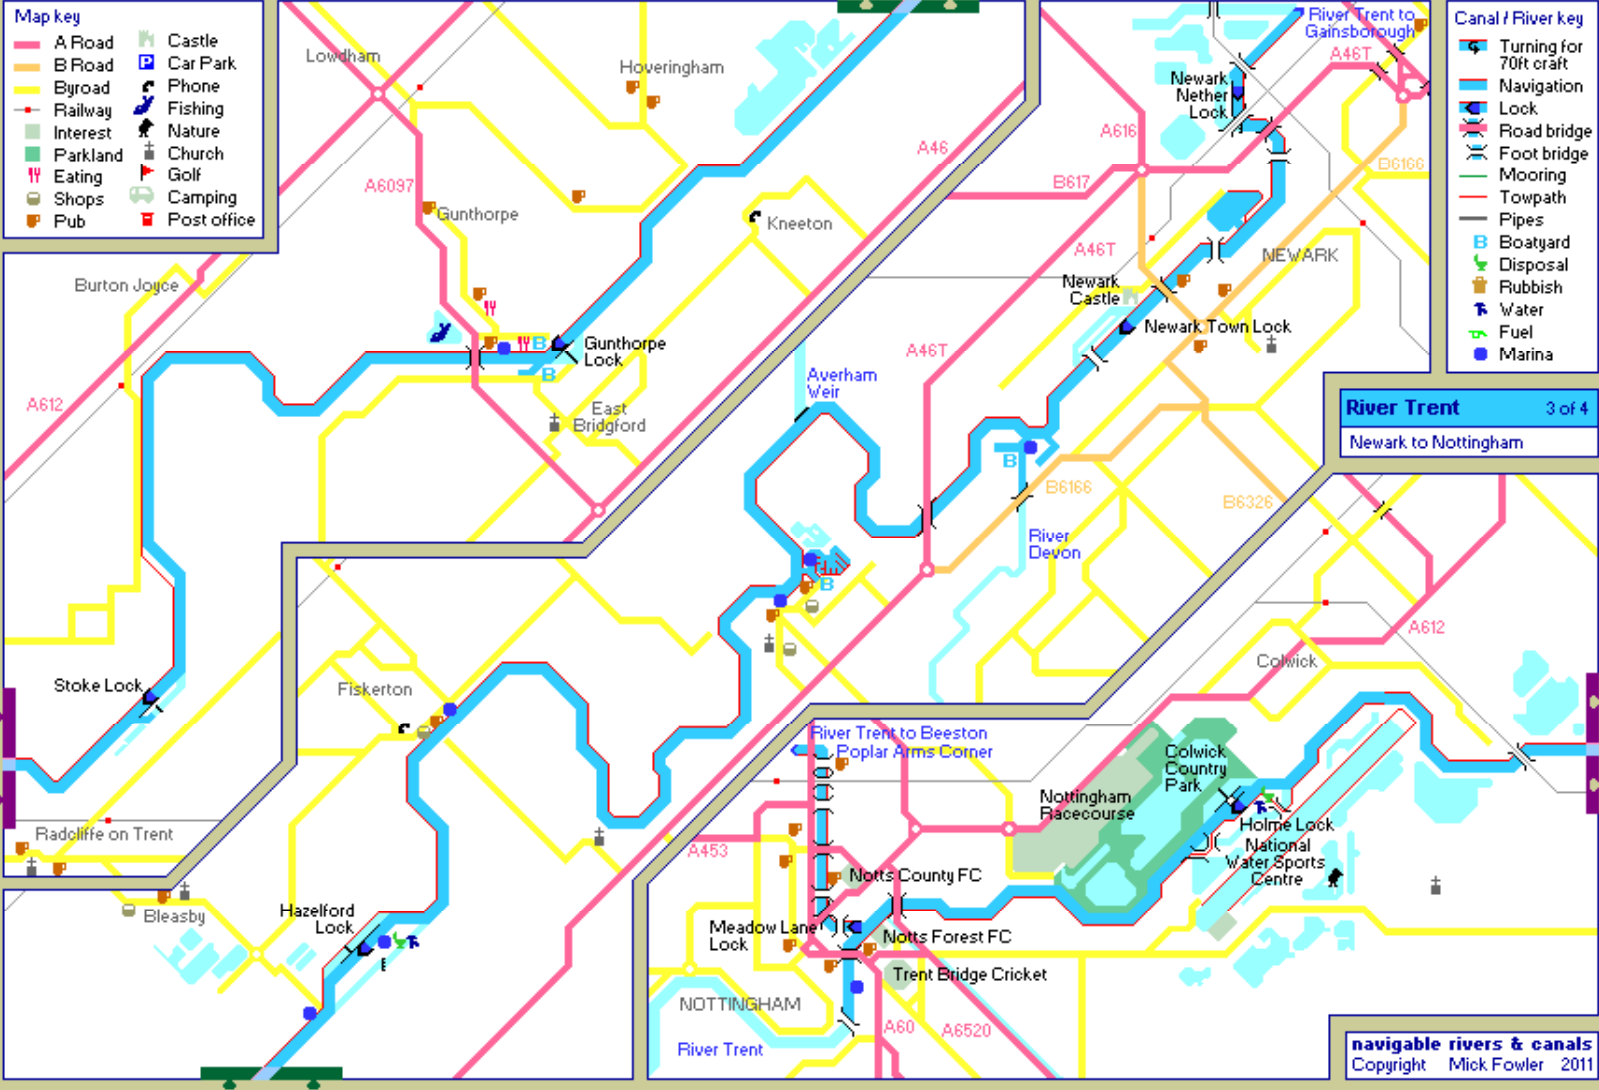 Map key
A Road
B Road
Byroad
Railway
Interest
Parkland
Eating
Shops
Pub
Castle
Car Park
Phone
Fishing
Nature
Church
Golf
Camping
Post office
Lowdham
Hoveringham
A6097
Gunthorpe
Kneeton
Burton Joyce
Gunthorpe
Lock
B
B
A612
East
Bridgford
Stoke Lock
Radcliffe on Trent
A46
River Trent to
Gainsborough
A46T
Newark
Nether
Lock
A616
B6166
B617
A46T
NEWARK
Newark
Castle
Newark Town Lock
A46T
Averham
Weir
B
B6166
B6326
River
Devon
B
Fiskerton
Bleasby
Hazelford
Lock
Canal / River key
Turning for
70ft craft
Navigation
Lock
Road bridge
Foot bridge
Mooring
Towpath
Pipes
B Boatyard
Disposal
Rubbish
Water
Fuel
Marina
River Trent 3 of 4
Newark to Nottingham
A612
Colwick
River Trent to Beeston
Poplar Arms Corner
Colwick
Country
Park
Nottingham
Racecourse
Holme Lock
National
Water Sports
Centre
A453
Notts County FC
Meadow Lane
Lock
Notts Forest FC
Trent Bridge Cricket
NOTTINGHAM
A60
A6520
River Trent
navigable rivers & canals
Copyright Mick Fowler 2011